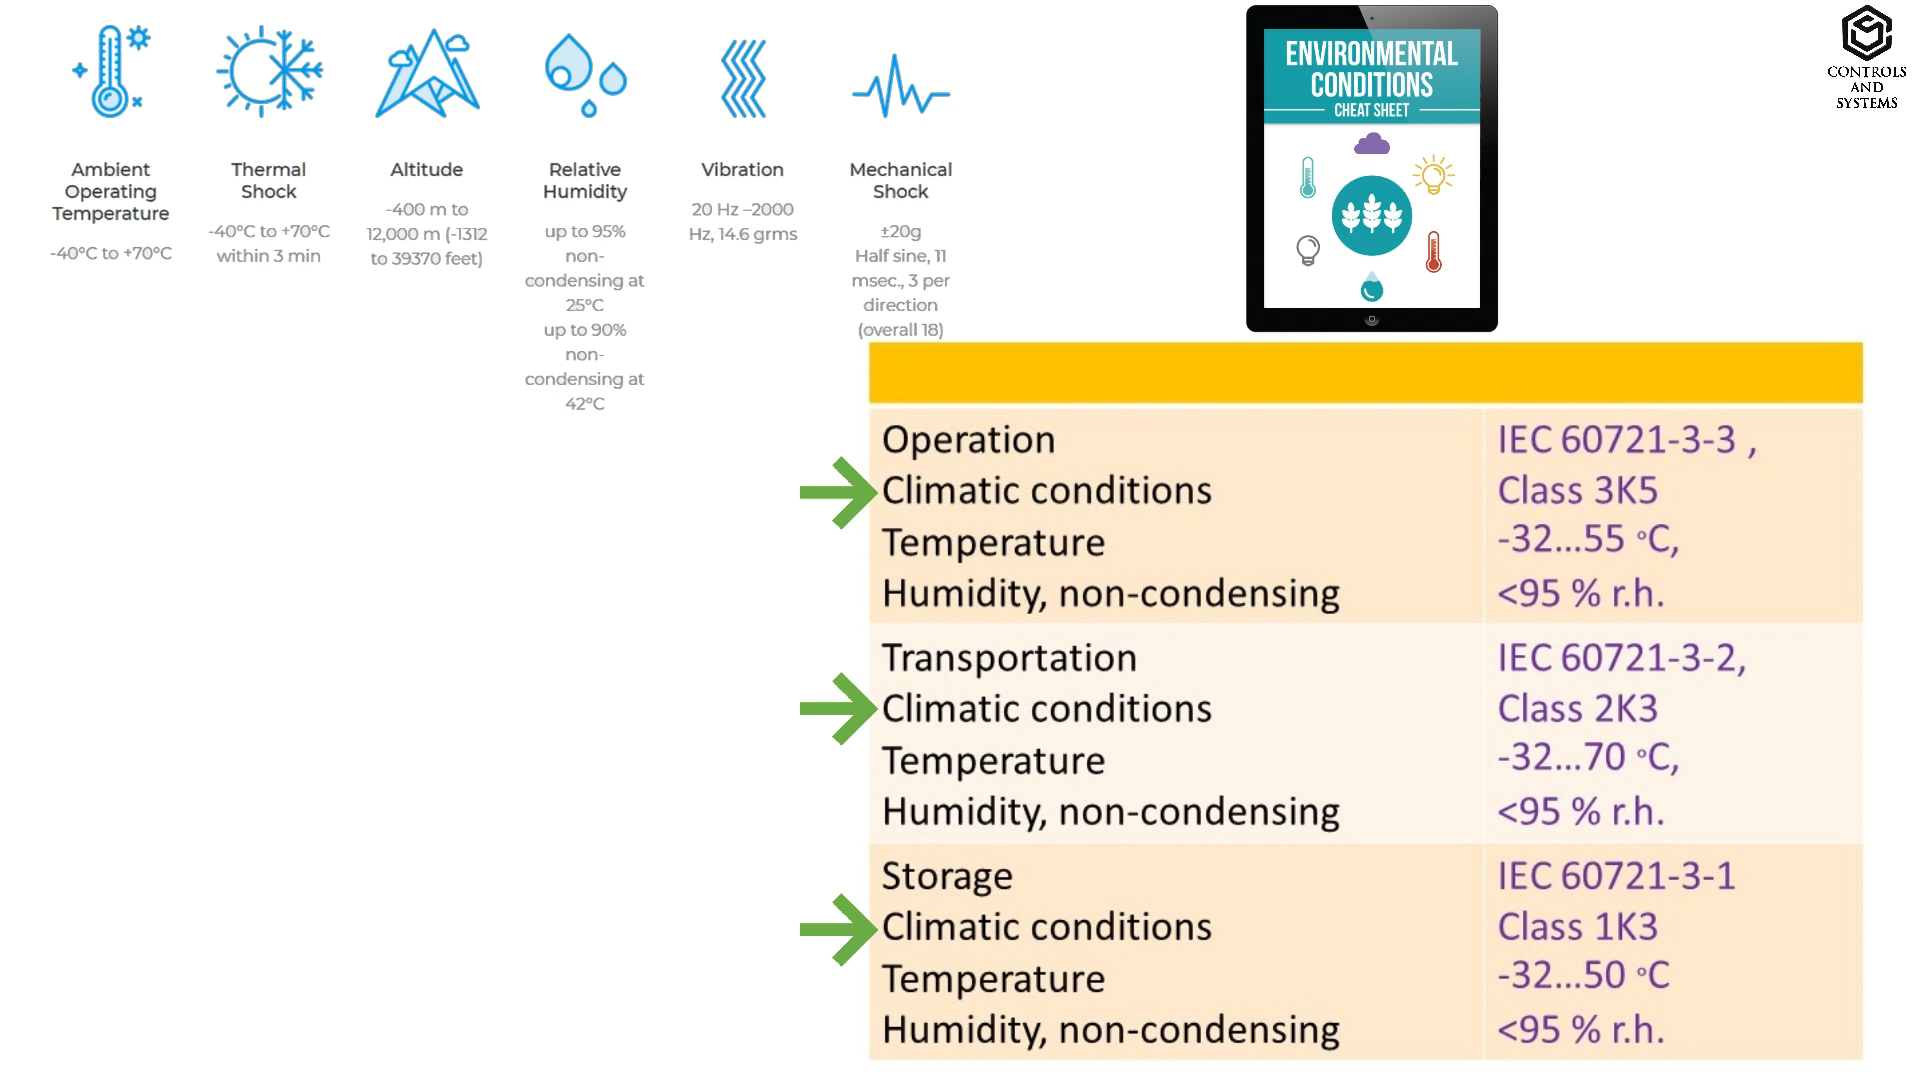 Ambient
Operating
Temperature
-40°C to +70°C
Thermal
Shock
-40°C to +70°C
within 3 min
Altitude
-400 m to
12,000 m (-1312
to 39370 feet)
Relative
Humidity
up to 95%
non-
condensing at
25°C
up to 90%
non-
condensing at
42°C
Vibration
20 Hz –2000
Hz, 14.6 grms
Mechanical
Shock
±20g
Half sine, 11
msec., 3 per
direction
(overall 18)
ENVIRONMENTAL
CONDITIONS
CHEAT SHEET
CONTROLS
AND
SYSTEMS
Operation
IEC 60721-3-3 ,
Climatic conditions
Class 3K5
Temperature
-32...55 °C,
Humidity, non-condensing
<95 % r.h.
Transportation
IEC 60721-3-2,
Climatic conditions
Class 2K3
Temperature
-32...70 °C,
Humidity, non-condensing
<95 % r.h.
Storage
IEC 60721-3-1
Climatic conditions
Class 1K3
Temperature
-32...50 °C
Humidity, non-condensing
<95 % r.h.